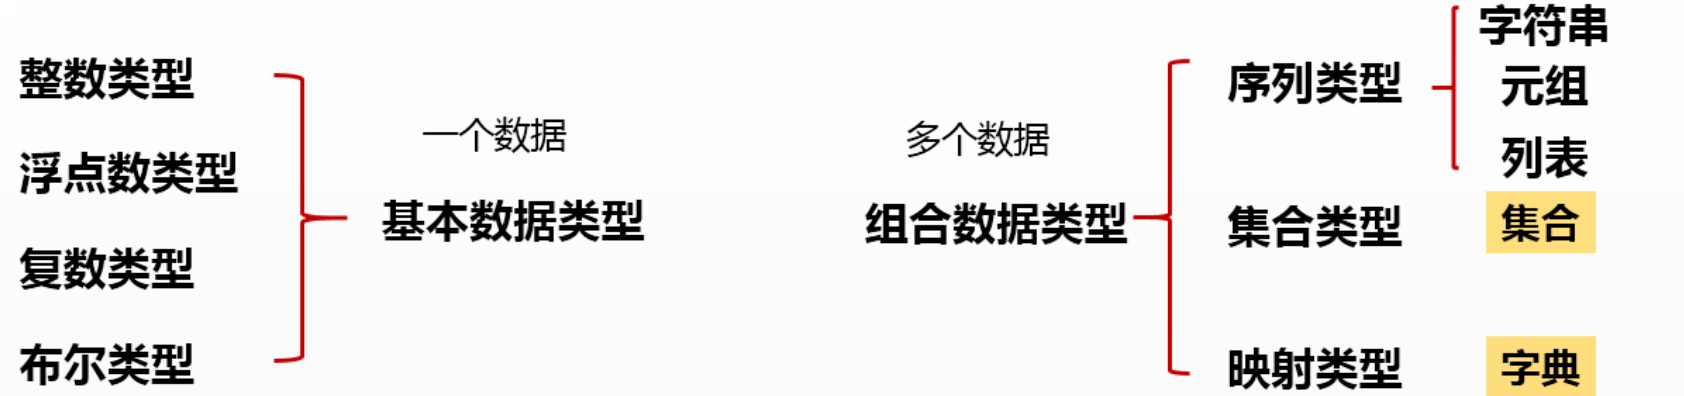 整数类型
浮点数类型
复数类型
布尔类型
一个数据
基本数据类型
多个数据
组合数据类型
序列类型
字符串
元组
列表
集合类型
集合
映射类型
字典